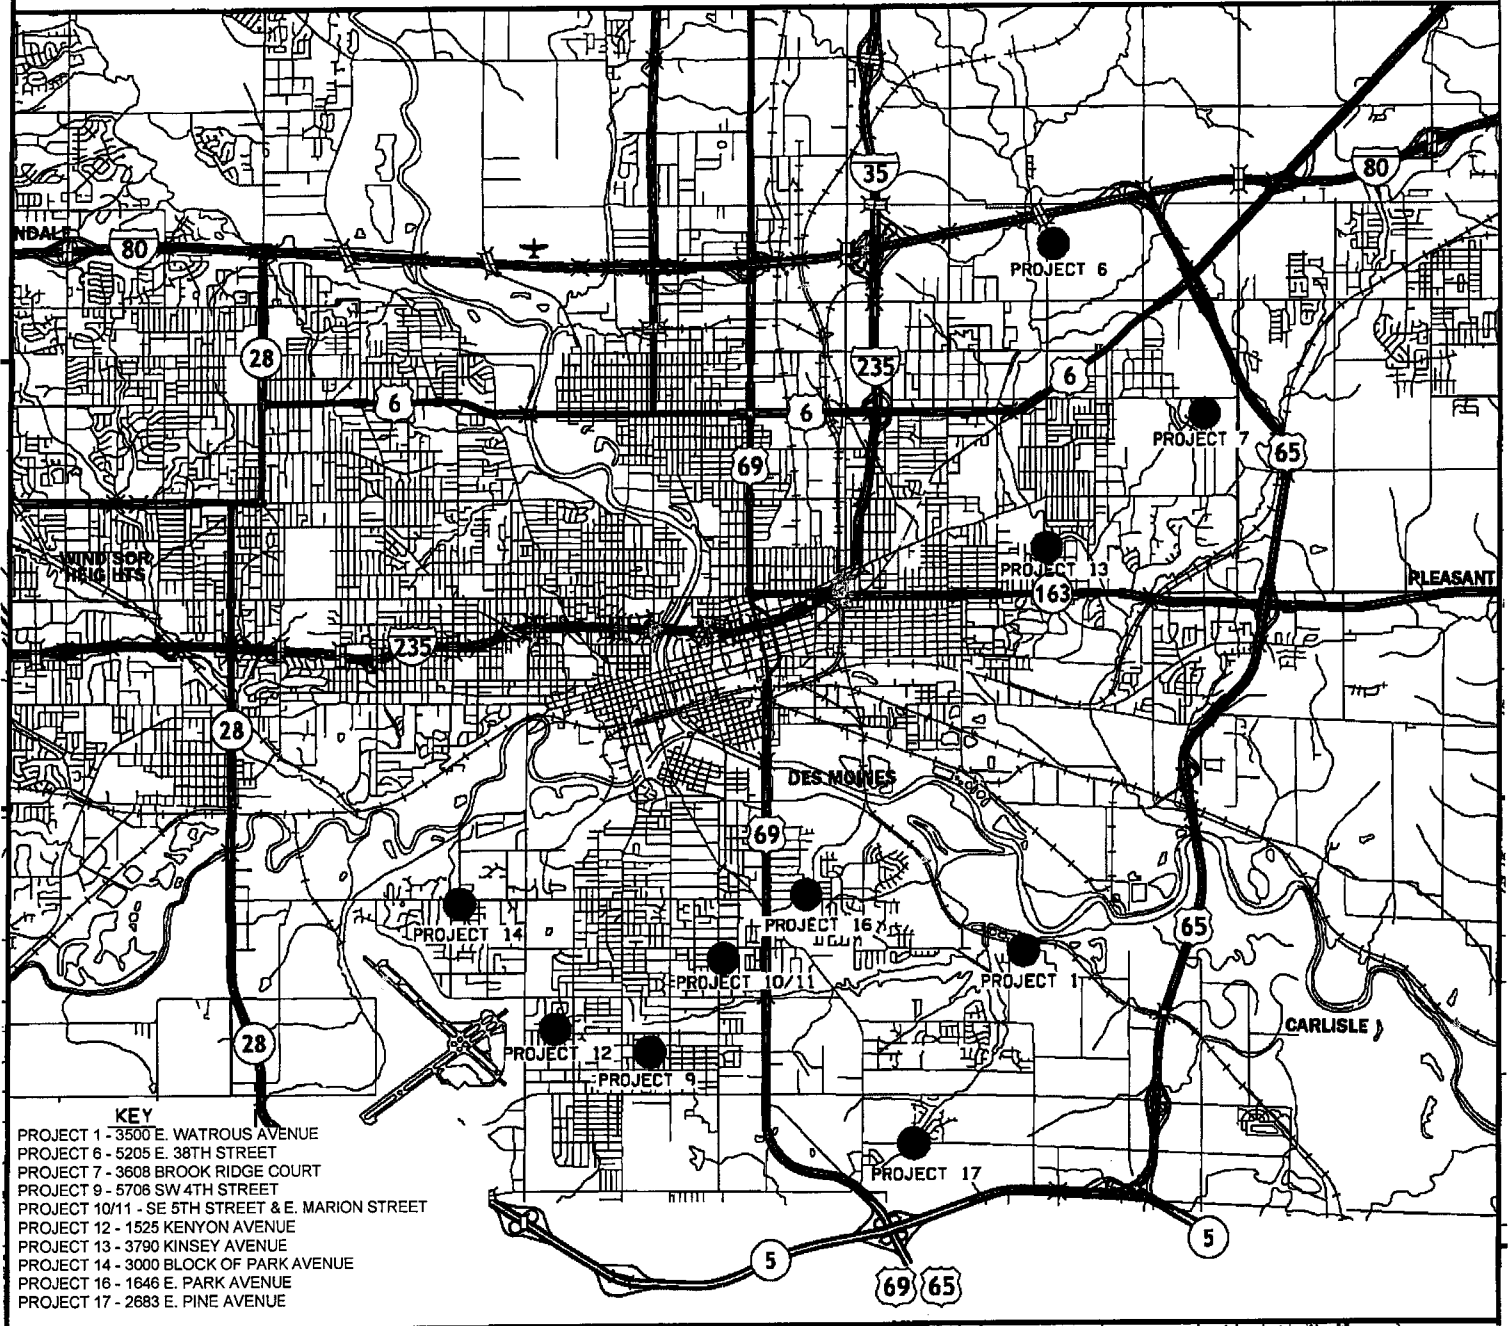 35
80
NDALE
80
PROJECT 6
28
235
6
6
6
PROJECT 7
65
69
WINDSOR
HEIGHTS
PROJECT 13
163
PLEASANT
235
28
DES MOINES
69
PROJECT 14
PROJECT 16
65
PROJECT 10/11
PROJECT 1
CARLISLE
28
PROJECT 12
PROJECT 9
PROJECT 17
KEY
PROJECT 1 - 3500 E. WATROUS AVENUE
PROJECT 6 - 5205 E. 38TH STREET
PROJECT 7 - 3608 BROOK RIDGE COURT
PROJECT 9 - 5706 SW 4TH STREET
PROJECT 10/11 - SE 5TH STREET & E. MARION STREET
PROJECT 12 - 1525 KENYON AVENUE
PROJECT 13 - 3790 KINSEY AVENUE
PROJECT 14 - 3000 BLOCK OF PARK AVENUE
PROJECT 16 - 1646 E. PARK AVENUE
PROJECT 17 - 2683 E. PINE AVENUE
5
5
69 65